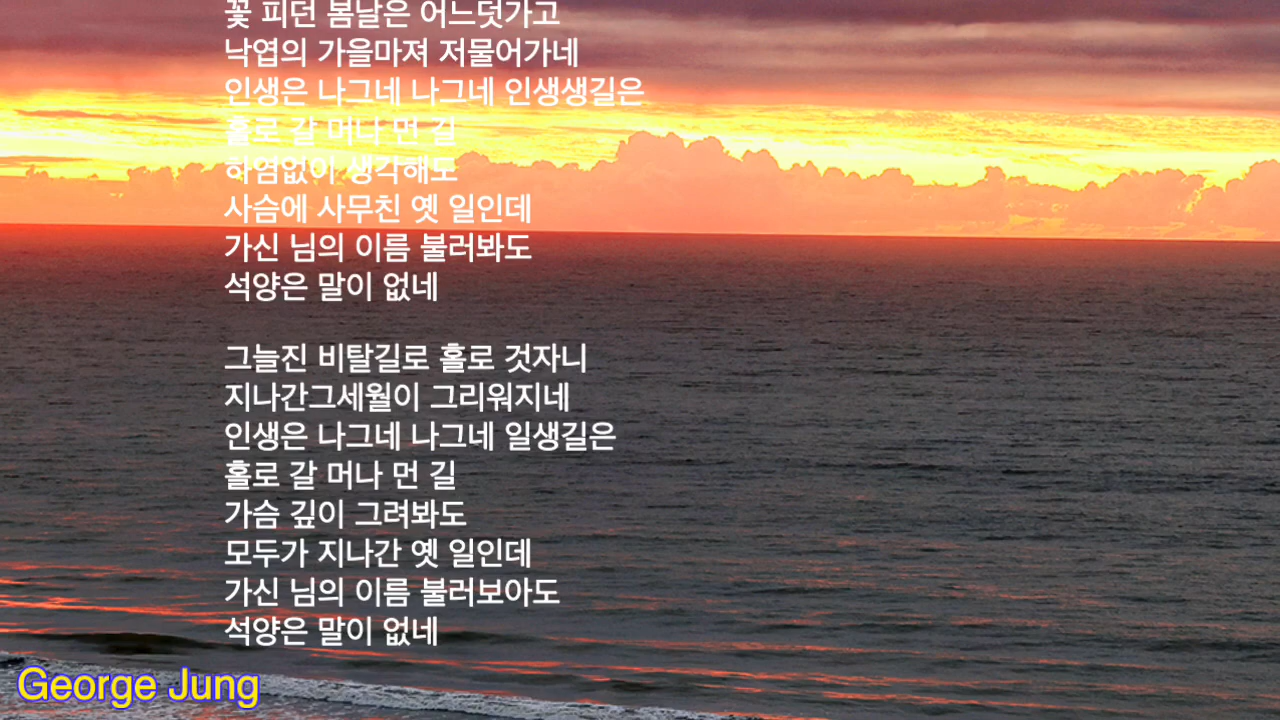 꽃 피던 봄날은 어느덧가고
낙엽의 가을마져 저물어가네
인생은 나그네 나그네 인생생길은
홀로 갈 머나 먼 길
하염없이 생각해도
사슴에 사무친 옛 일인데
가신 님의 이름 불러봐도
석양은 말이 없네
그늘진 비탈길로 홀로 것자니
지나간그세월이 그리워지네
인생은 나그네 나그네 일생길은
홀로 갈 머나 먼 길
가슴 깊이 그려봐도
모두가 지나간 옛 일인데
가신 님의 이름 불러보아도
석양은 말이 없네
George Jung